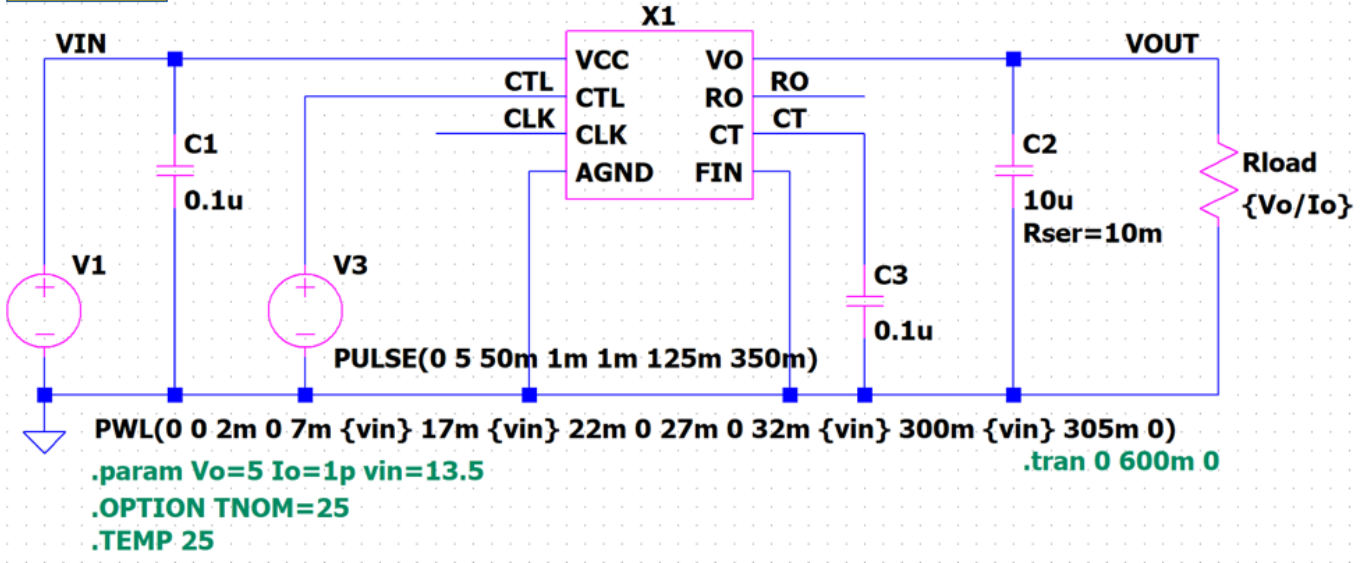 X1
VIN
VOUT
VCC
VO
CTL
CTL
RO
RO
CLK
CLK
CT
CT
AGND
FIN
C1
0.1u
C2
10u
Rser=10m
Rload
{Vo/Io}
V1
V3
C3
0.1u
PULSE(0 5 50m 1m 1m 125m 350m)
PWL(0 0 2m 0 7m {vin} 17m {vin} 22m 0 27m 0 32m {vin} 300m {vin} 305m 0)
.param Vo=5 Io=1p vin=13.5
.tran 0 600m 0
.OPTION TNOM=25
.TEMP 25